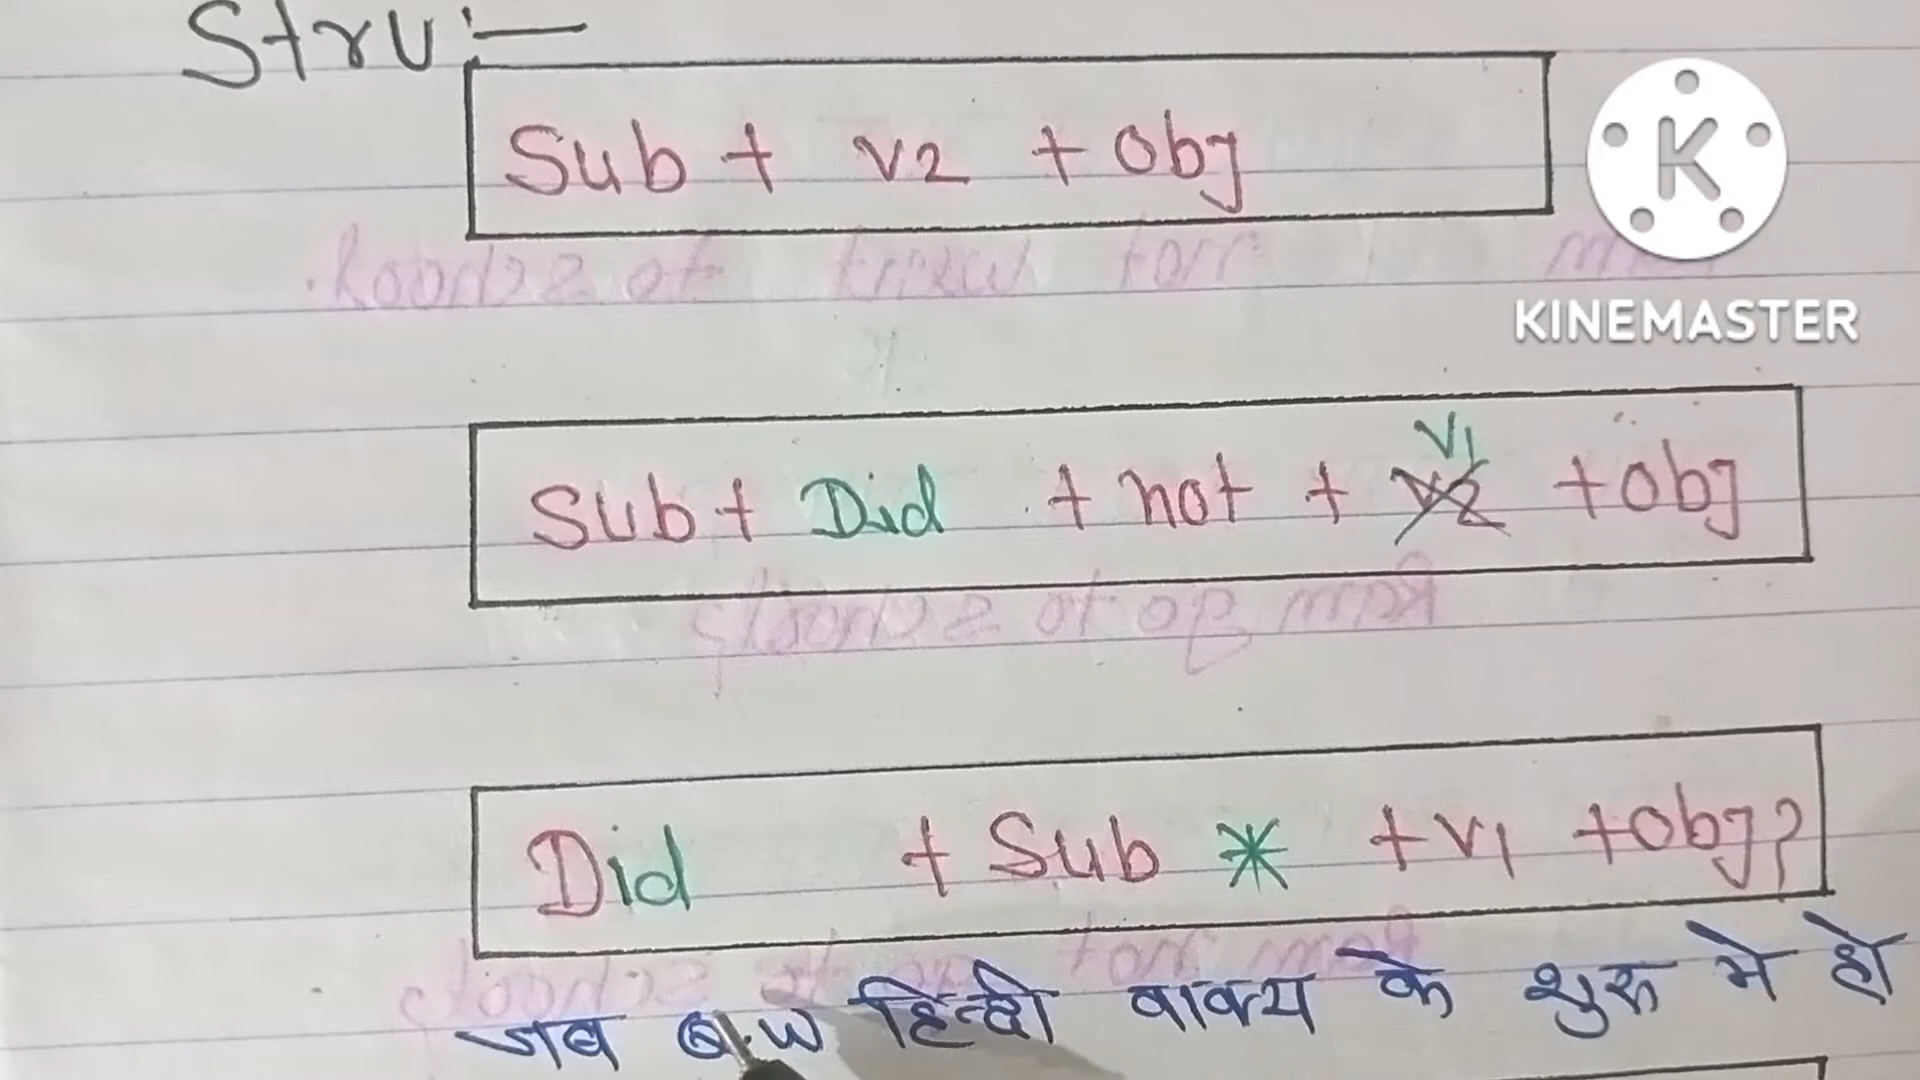 Stru :-
Sub + V2 + Obj
KINEMASTER
V1
Sub + Did + not + V2 + Obj
Did + Sub * + V1 + Obj?
जब Q.W हिन्दी वाक्य के शुरू मे हो